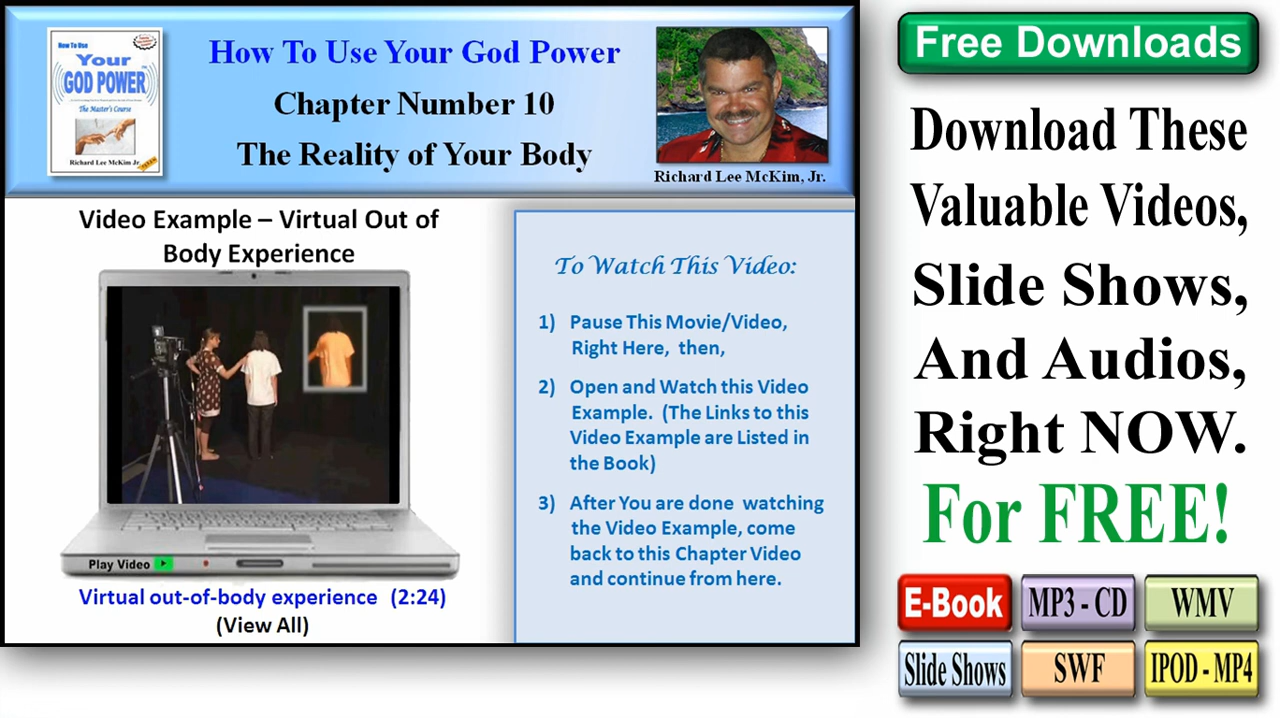 How To Use
Your
GOD POWER
The Master's Course
Richard Lee McKim Jr.
How To Use Your God Power
Chapter Number 10
The Reality of Your Body
Richard Lee McKim, Jr.
Video Example – Virtual Out of
Body Experience
Play Video
Virtual out-of-body experience (2:24)
(View All)
To Watch This Video:
1) Pause This Movie/Video,
Right Here, then,
2) Open and Watch this Video
Example. (The Links to this
Video Example are Listed in
the Book)
3) After You are done watching
the Video Example, come
back to this Chapter Video
and continue from here.
Free Downloads
Download These
Valuable Videos,
Slide Shows,
And Audios,
Right NOW.
For FREE!
E-Book
MP3 - CD
WMV
Slide Shows
SWF
IPOD - MP4